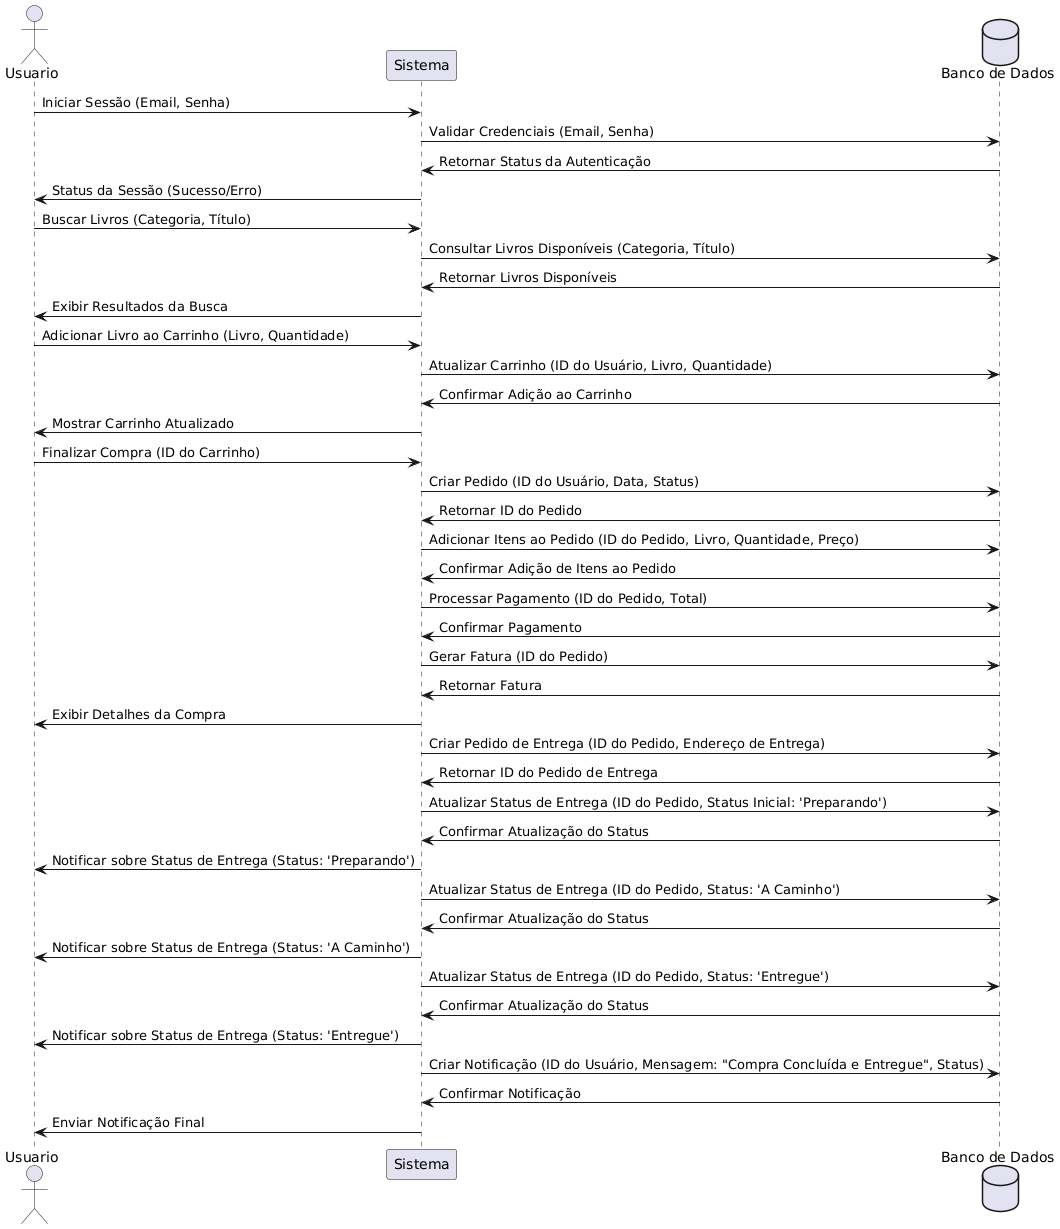 Usuario
Sistema
Banco de Dados
Iniciar Sessão (Email, Senha)
Validar Credenciais (Email, Senha)
Retornar Status da Autenticação
Status da Sessão (Sucesso/Erro)
Buscar Livros (Categoria, Título)
Consultar Livros Disponíveis (Categoria, Título)
Retornar Livros Disponíveis
Exibir Resultados da Busca
Adicionar Livro ao Carrinho (Livro, Quantidade)
Atualizar Carrinho (ID do Usuário, Livro, Quantidade)
Confirmar Adição ao Carrinho
Mostrar Carrinho Atualizado
Finalizar Compra (ID do Carrinho)
Criar Pedido (ID do Usuário, Data, Status)
Retornar ID do Pedido
Adicionar Itens ao Pedido (ID do Pedido, Livro, Quantidade, Preço)
Confirmar Adição de Itens ao Pedido
Processar Pagamento (ID do Pedido, Total)
Confirmar Pagamento
Gerar Fatura (ID do Pedido)
Retornar Fatura
Exibir Detalhes da Compra
Criar Pedido de Entrega (ID do Pedido, Endereço de Entrega)
Retornar ID do Pedido de Entrega
Atualizar Status de Entrega (ID do Pedido, Status Inicial: 'Preparando')
Confirmar Atualização do Status
Notificar sobre Status de Entrega (Status: 'Preparando')
Atualizar Status de Entrega (ID do Pedido, Status: 'A Caminho')
Confirmar Atualização do Status
Notificar sobre Status de Entrega (Status: 'A Caminho')
Atualizar Status de Entrega (ID do Pedido, Status: 'Entregue')
Confirmar Atualização do Status
Notificar sobre Status de Entrega (Status: 'Entregue')
Criar Notificação (ID do Usuário, Mensagem: "Compra Concluída e Entregue", Status)
Confirmar Notificação
Enviar Notificação Final
Usuario
Sistema
Banco de Dados